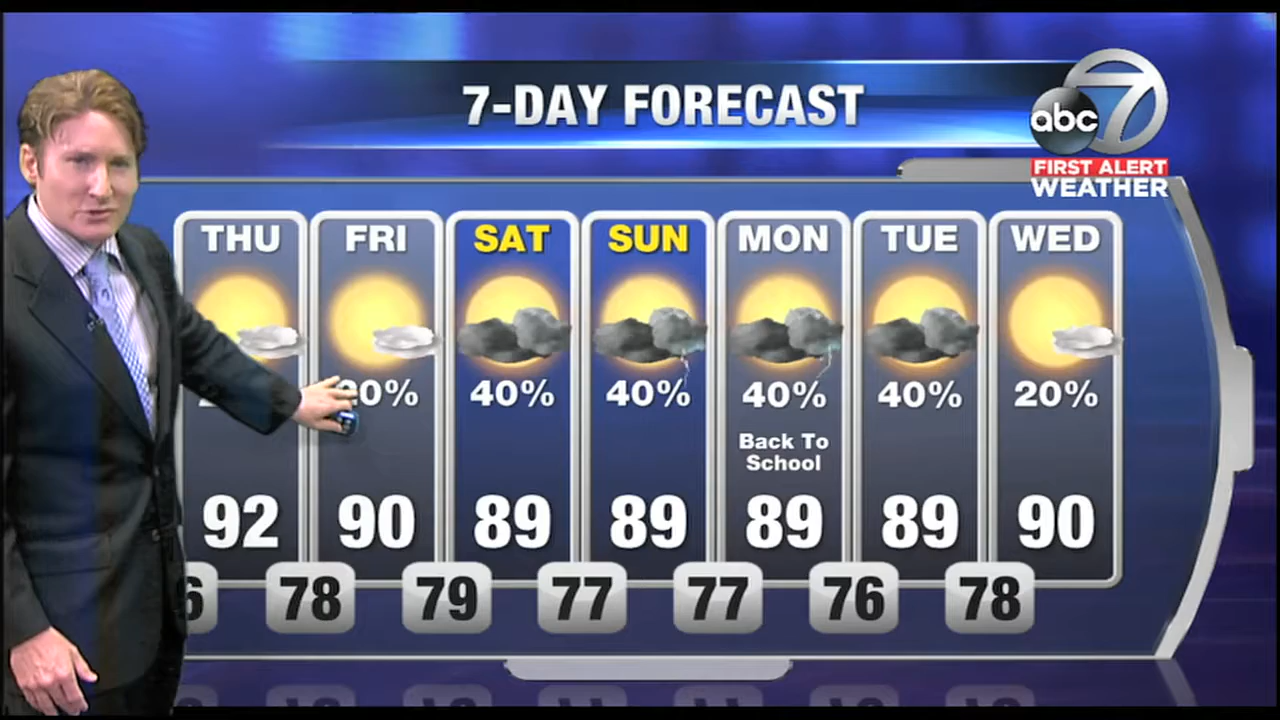 7-DAY FORECAST
abc 7
FIRST ALERT
WEATHER
THU FRI SAT SUN MON TUE WED
40% 40% 40% 40% 20%
Back To
School
92 90 89 89 89 89 90
78 79 77 77 76 78